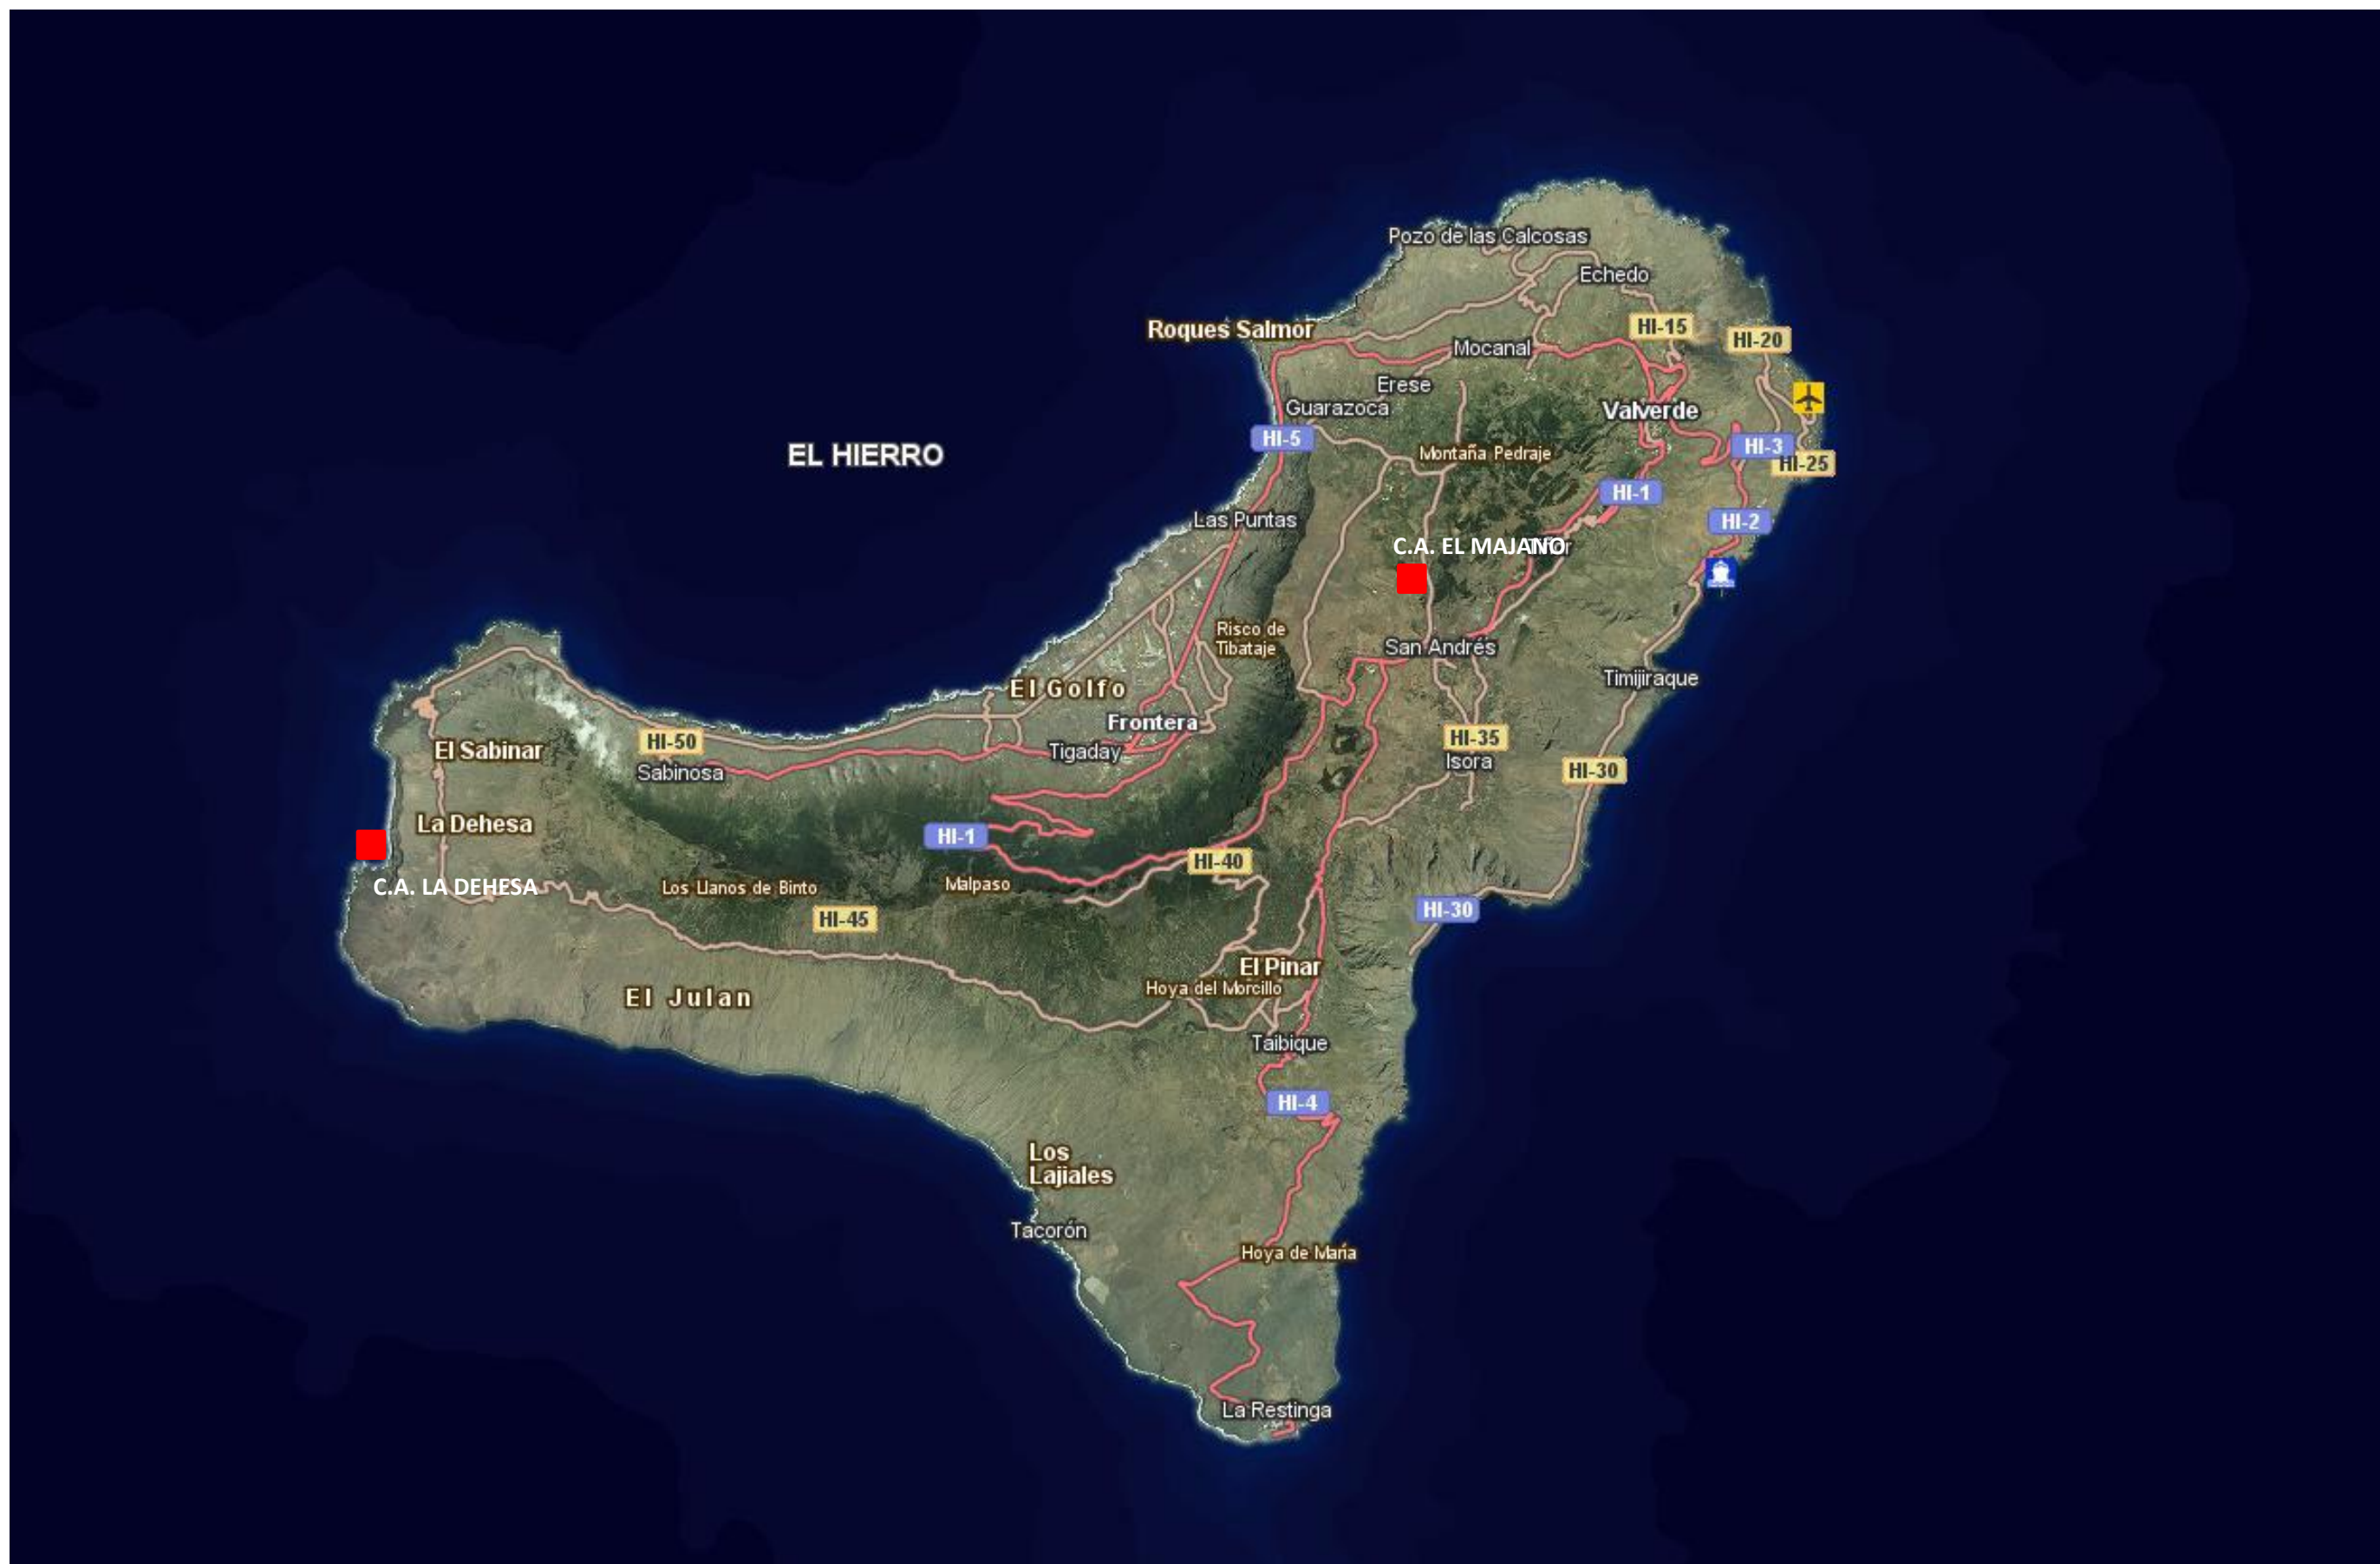 Pozo de las Calcosas
Echedo
Roques Salmor
HI-15
HI-20
Mocanal
Erese
Guarazoca
Valverde
HI-5
HI-3
EL HIERRO
Montaña Pedraje
HI-25
HI-1
Las Puntas
HI-2
C.A. EL MAJANO
Risco de
Tibataje
San Andrés
Timijiraque
El Golfo
Frontera
HI-50
El Sabinar
Tigaday
HI-35
Isora
Sabinosa
HI-30
La Dehesa
HI-1
HI-40
C.A. LA DEHESA
Los Llanos de Binto
Malpaso
HI-45
HI-30
El Pinar
Hoya del Morcillo
El Julan
Taibique
HI-4
Los
Lajiales
Tacorón
Hoya de María
La Restinga